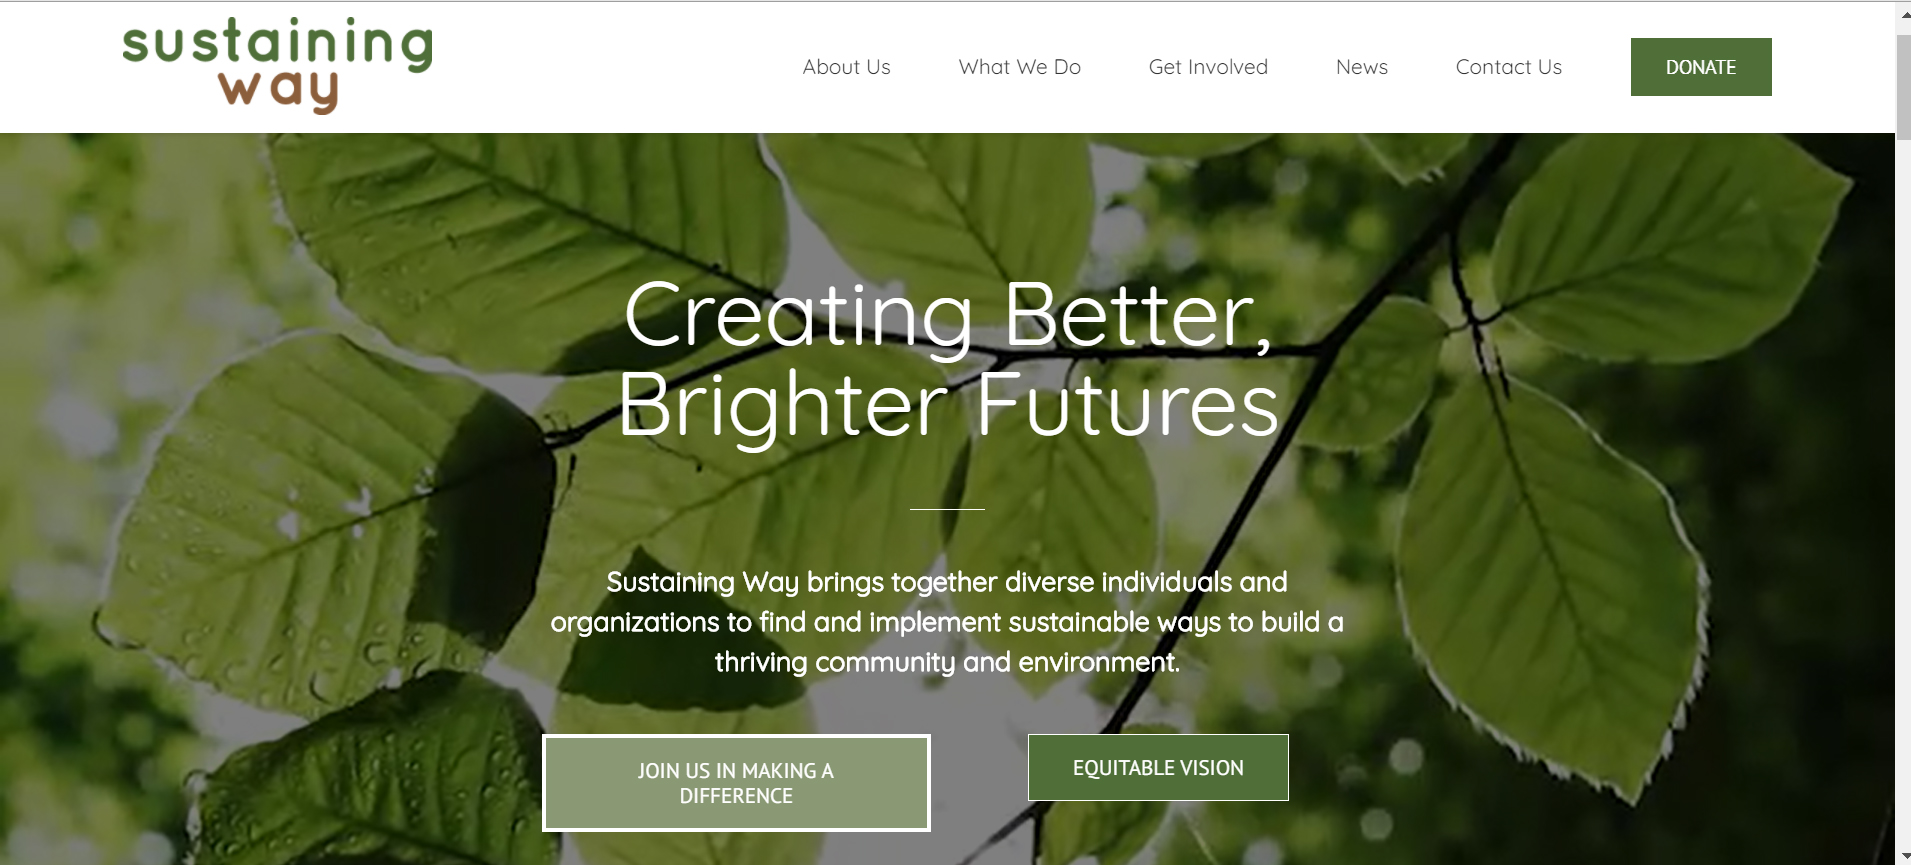 sustaining
way
About Us
What We Do
Get Involved
News
Contact Us
DONATE
Creating Better,
Brighter Futures
Sustaining Way brings together diverse individuals and
organizations to find and implement sustainable ways to build a
thriving community and environment.
JOIN US IN MAKING A
DIFFERENCE
EQUITABLE VISION